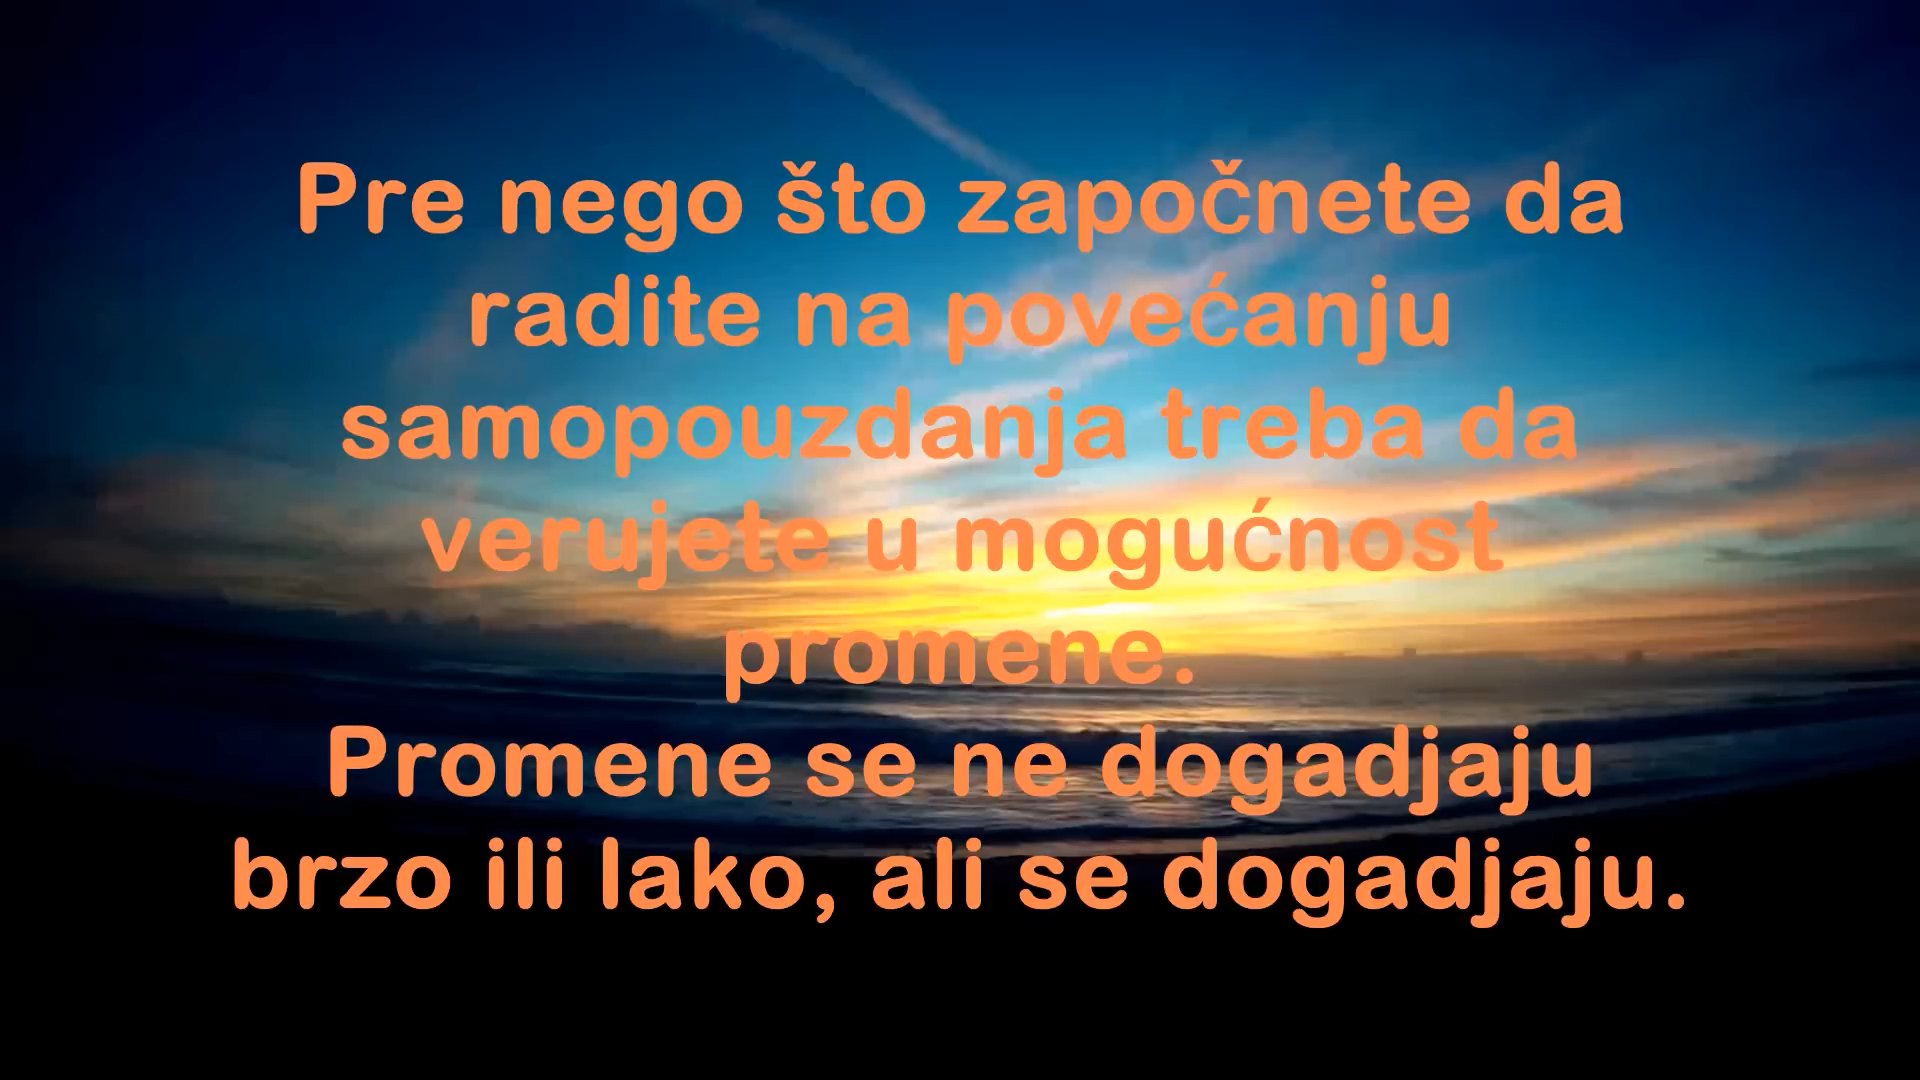 Pre nego što započnete da
radite na povećanju
samopouzdanja treba da
verujete u mogućnost
promene.
Promene se ne dogadjaju
brzo ili lako, ali se dogadjaju.